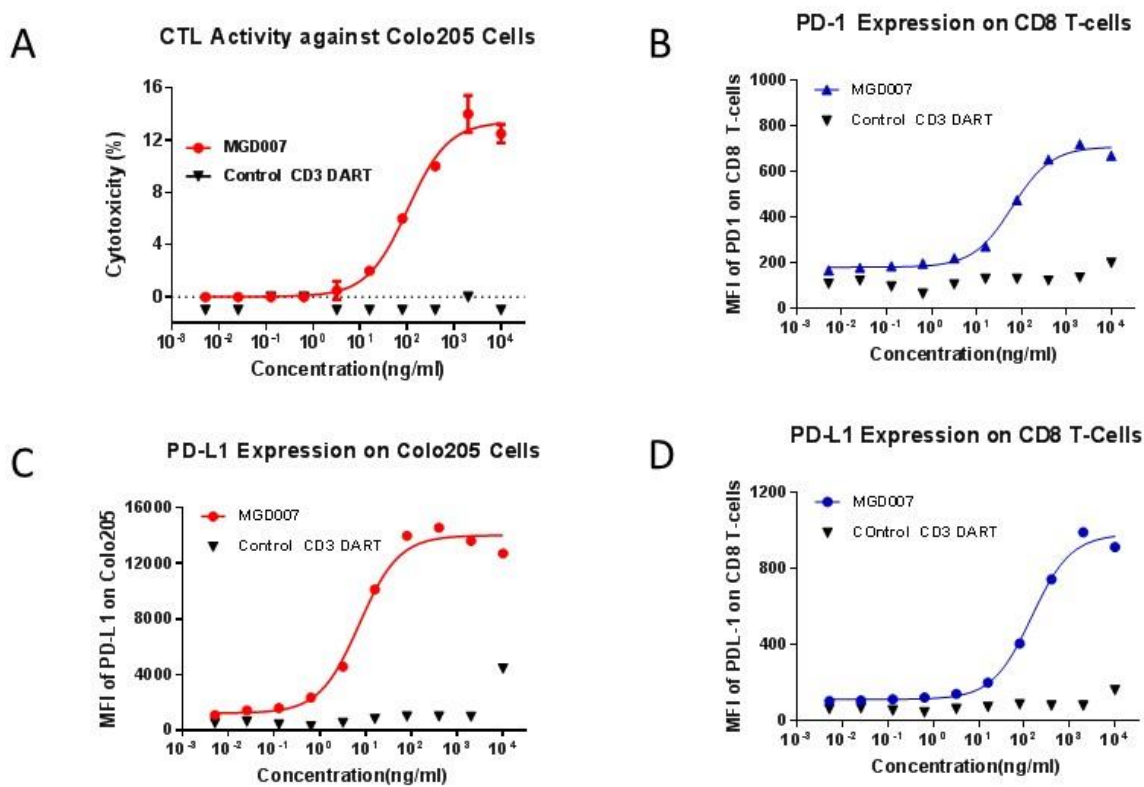 A
CTL Activity against Colo205 Cells
16
12
8
4
0
Cytotoxicity (%)
MGD007
Control CD3 DART
10-3 10-2 10-1 100 101 102 103 104
Concentration(ng/ml)
B
PD-1 Expression on CD8 T-cells
1000
800
600
400
200
0
MFI of PD1 on CD8 T-cells
MGD007
Control CD3 DART
10-3 10-2 10-1 100 101 102 103 104
Concentration(ng/ml)
C
PD-L1 Expression on Colo205 Cells
16000
12000
8000
4000
0
MFI of PD-L1 on Colo205
MGD007
Control CD3 DART
10-3 10-2 10-1 100 101 102 103 104
Concentration(ng/ml)
D
PD-L1 Expression on CD8 T-Cells
1200
800
400
0
MFI of PDL-1 on CD8 T-cells
MGD007
COntrol CD3 DART
10-3 10-2 10-1 100 101 102 103 104
Concentration(ng/ml)